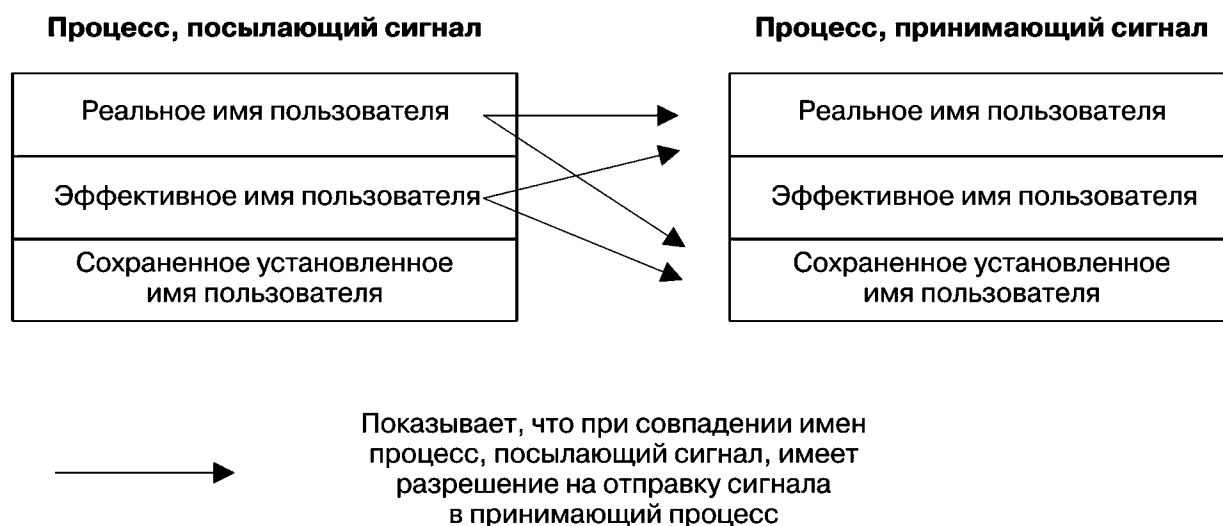 Процесс, посылающий сигнал
Процесс, принимающий сигнал
Реальное имя пользователя
Реальное имя пользователя
Эффективное имя пользователя
Эффективное имя пользователя
Сохраненное установленное
имя пользователя
Сохраненное установленное
имя пользователя
Показывает, что при совпадении имен
процесс, посылающий сигнал, имеет
разрешение на отправку сигнала
в принимающий процесс